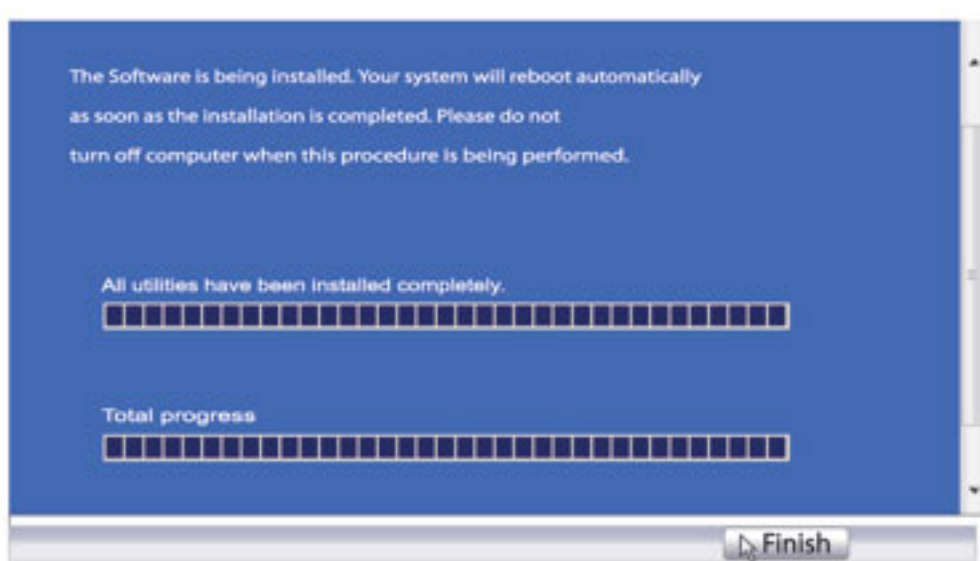 The Software is being installed. Your system will reboot automatically
as soon as the installation is completed. Please do not
turn off computer when this procedure is being performed.
All utilities have been installed completely.
Total progress
Finish